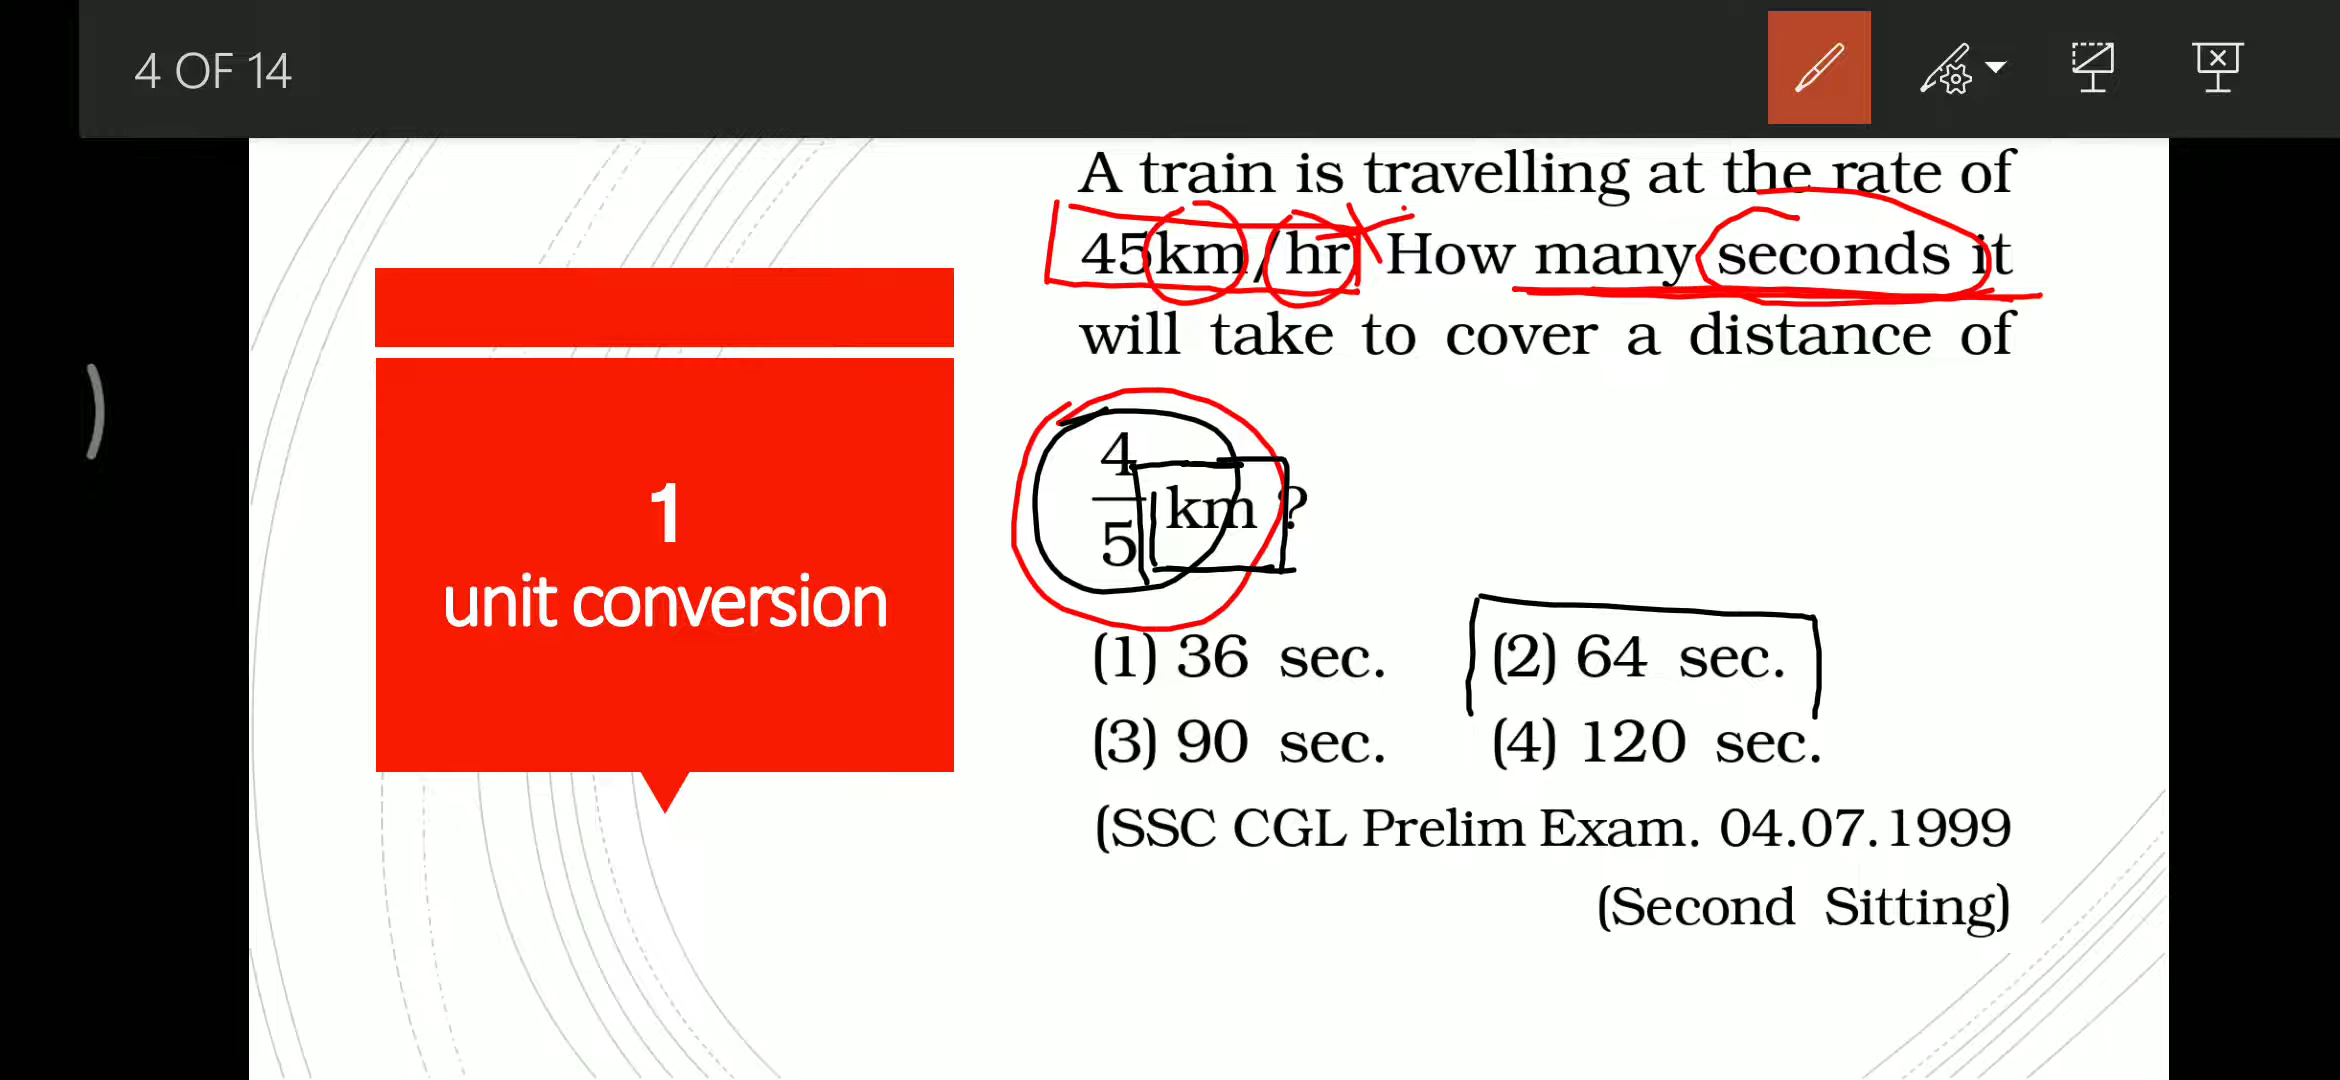 4 OF 14
1
unit conversion
A train is travelling at the rate of
45km/hr. How many seconds it
will take to cover a distance of
4
km ?
5
(1) 36 sec. (2) 64 sec.
(3) 90 sec. (4) 120 sec.
(SSC CGL Prelim Exam. 04.07.1999
(Second Sitting)